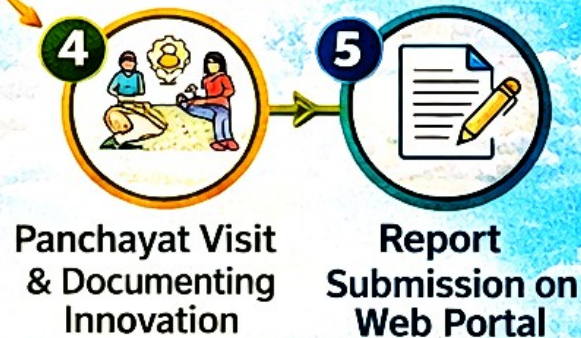 4
Panchayat Visit
& Documenting
Innovation
5
Report
Submission on
Web Portal